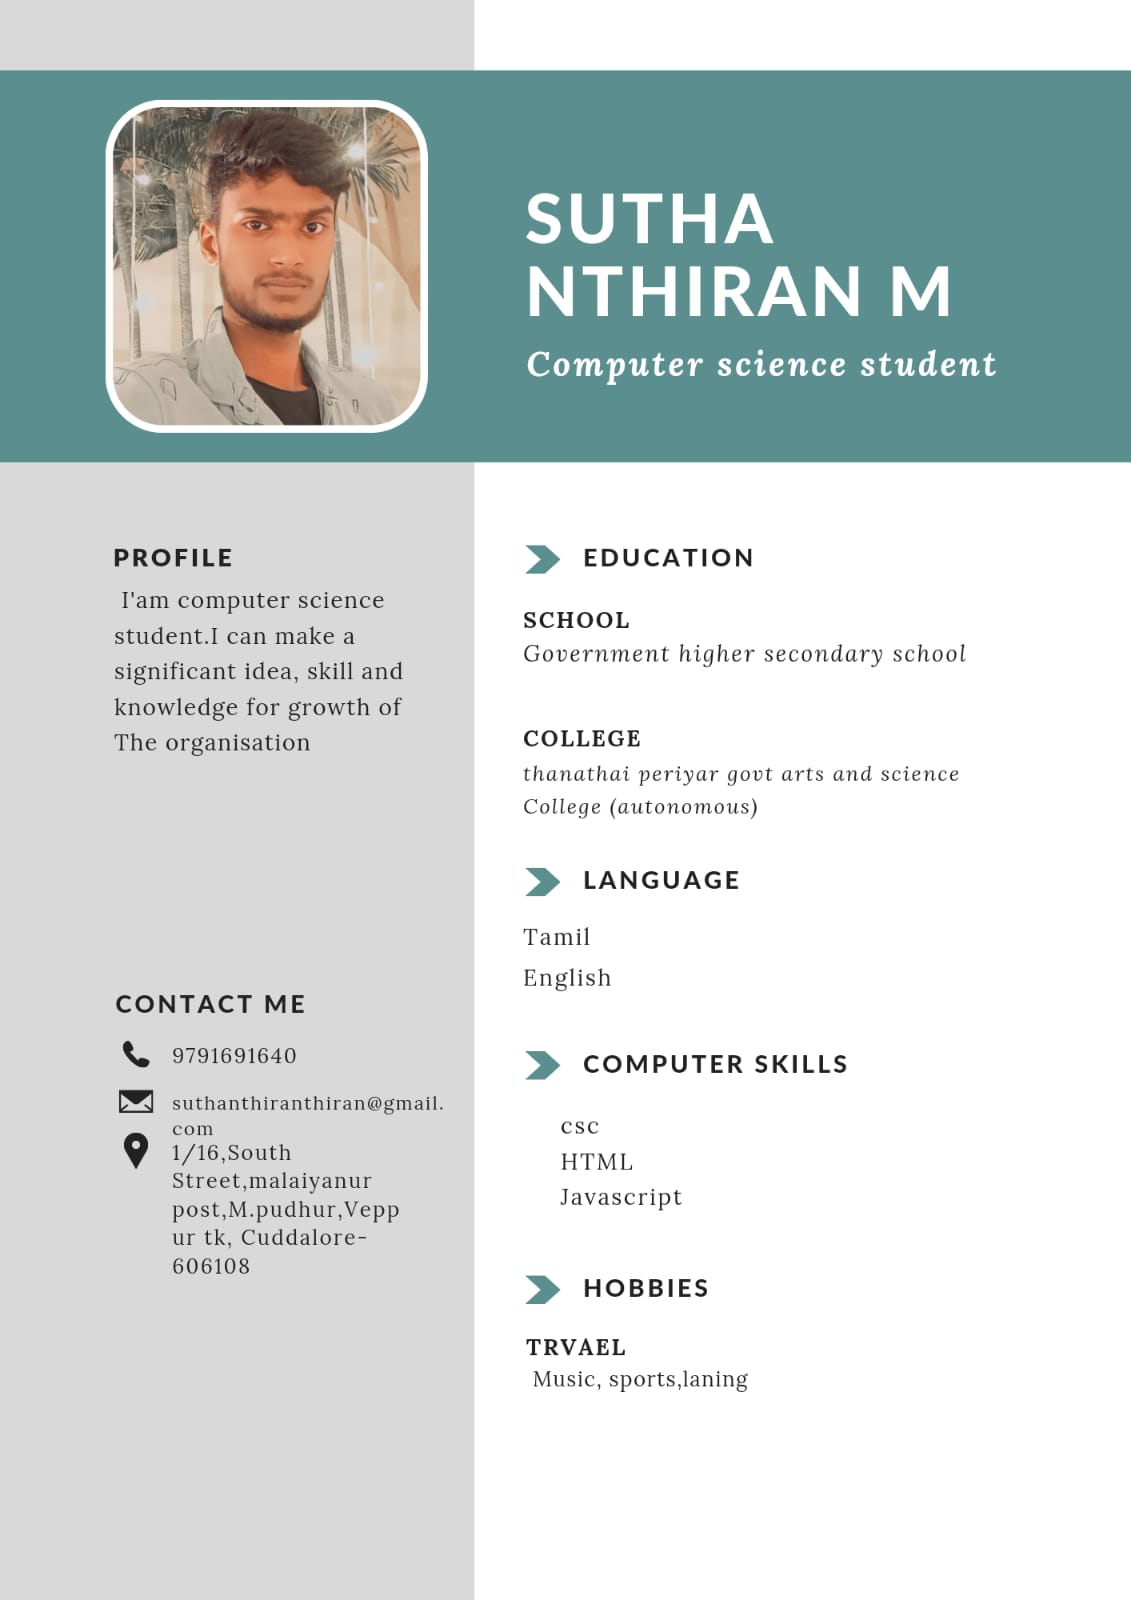 SUTHA
NTHIRAN M
Computer science student
PROFILE
I'am computer science
student.I can make a
significant idea, skill and
knowledge for growth of
The organisation
CONTACT ME
9791691640
suthanthiranthiran@gmail.
com
1/16,South
Street,malaiyanur
post,M.pudhur,Vepp
ur tk, Cuddalore-
606108
EDUCATION
SCHOOL
Government higher secondary school
COLLEGE
thanathai periyar govt arts and science
College (autonomous)
LANGUAGE
Tamil
English
COMPUTER SKILLS
csc
HTML
Javascript
HOBBIES
TRVAEL
Music, sports,laning